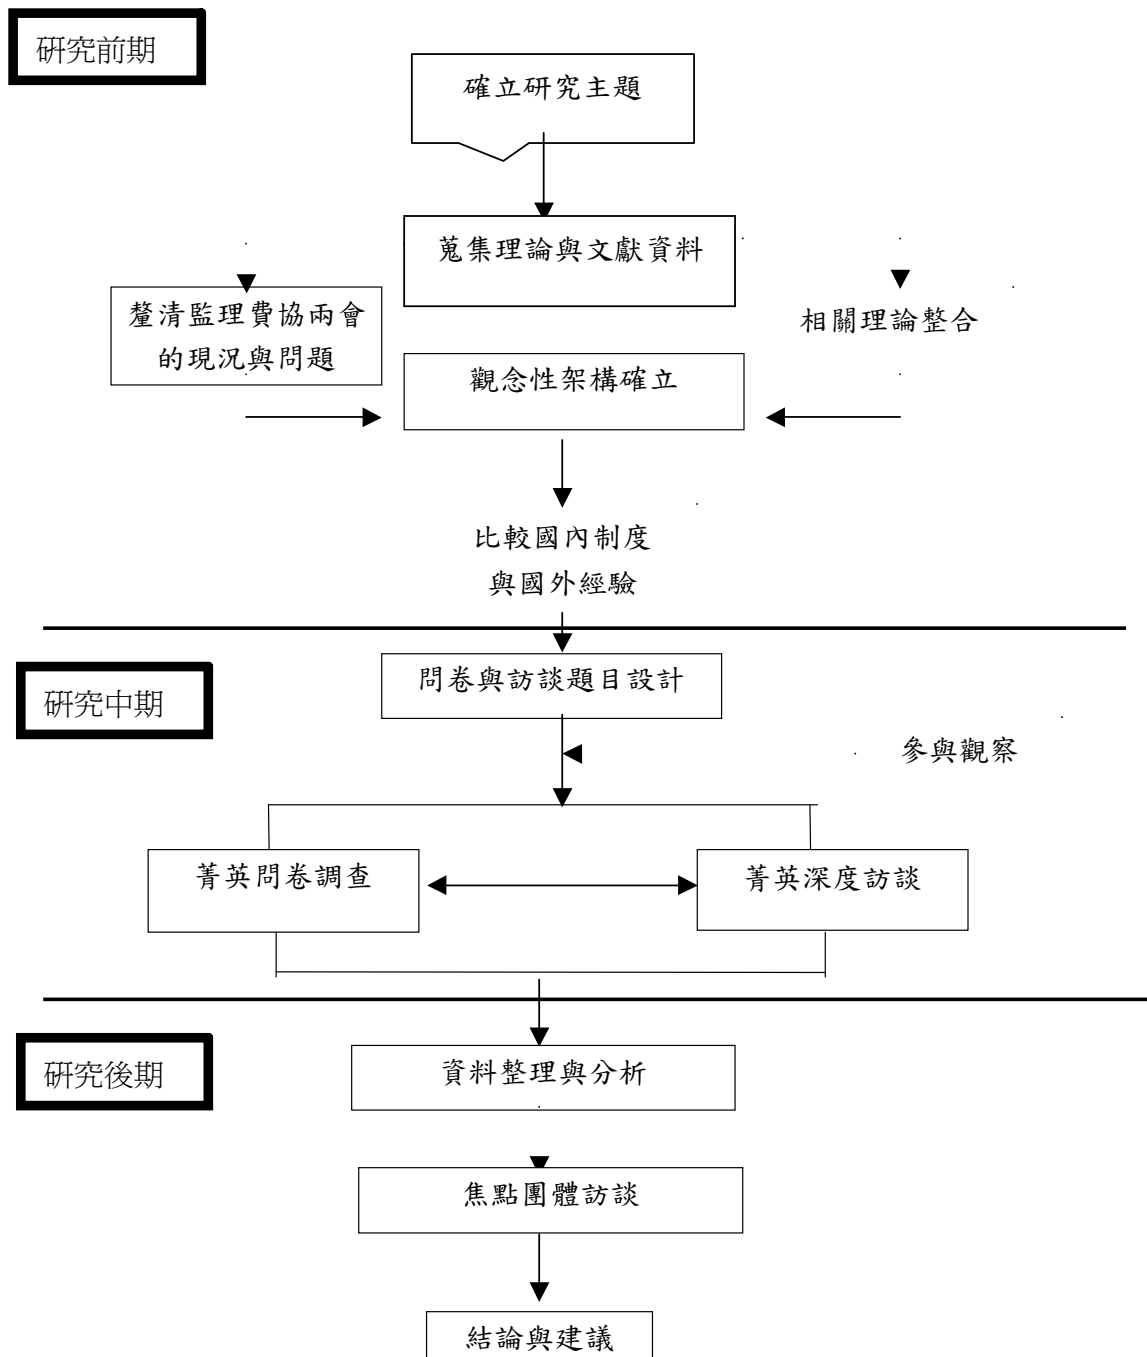 研究前期
確立研究主題
蒐集理論與文獻資料
釐清監理費協兩會
的現況與問題
相關理論整合
觀念性架構確立
比較國內制度
與國外經驗
研究中期
問卷與訪談題目設計
參與觀察
菁英問卷調查
菁英深度訪談
研究後期
資料整理與分析
焦點團體訪談
結論與建議